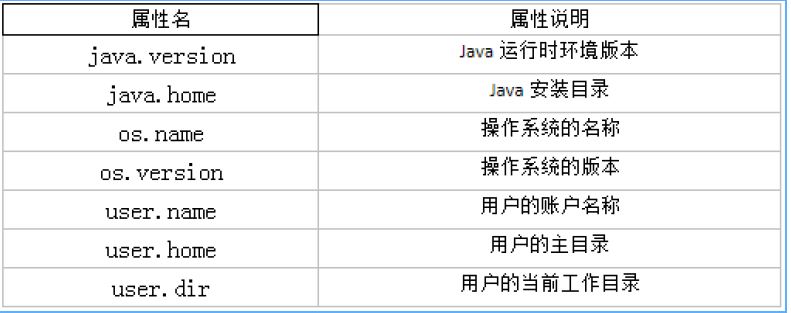 属性名 属性说明
java.version Java 运行时环境版本
java.home Java 安装目录
os.name 操作系统的名称
os.version 操作系统的版本
user.name 用户的账户名称
user.home 用户的主目录
user.dir 用户的当前工作目录